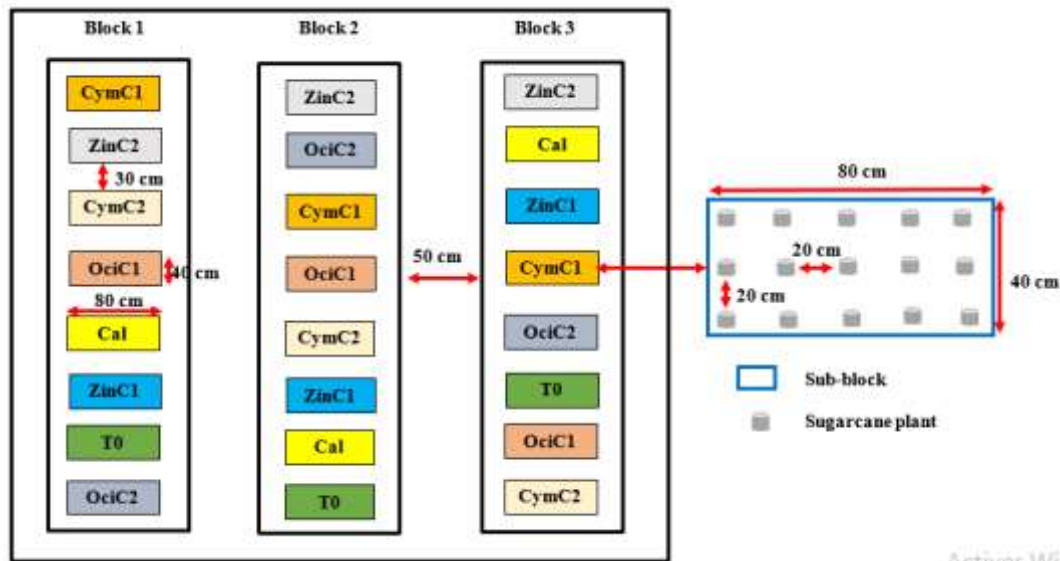 Block 1
Block 2
Block 3
CymC1
ZinC2
30 cm
CymC2
OciC1
40 cm
80 cm
Cal
ZinC1
T0
OciC2
ZinC2
OciC2
CymC1
OciC1
50 cm
CymC2
ZinC1
Cal
T0
ZinC2
Cal
ZinC1
CymC1
OciC2
T0
OciC1
CymC2
80 cm
20 cm
20 cm
40 cm
Sub-block
Sugarcane plant